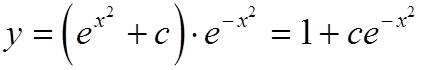 y = (e^{x^2} + c) · e^{-x^2} = 1 + ce^{-x^2}